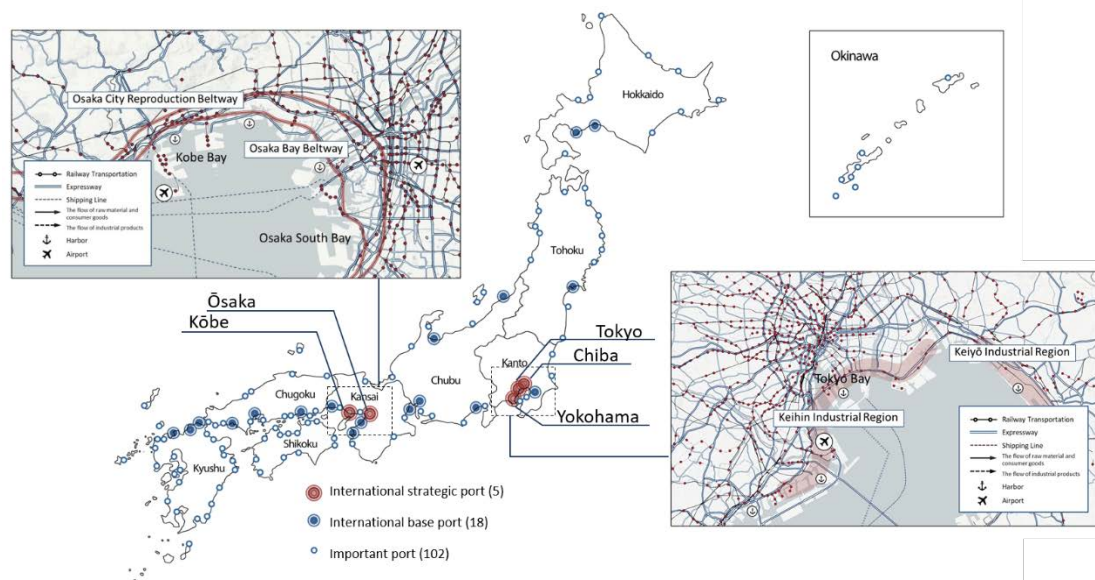 Osaka City Reproduction Beltway
Kobe Bay
Osaka Bay Beltway
Osaka South Bay
Railway Transportation
Expressway
Shipping Line
The flow of raw material and
consumer goods
The flow of industrial products
Harbor
Airport
Hokkaido
Okinawa
Tohoku
Ōsaka
Kōbe
Tokyo
Chiba
Kanto
Yokohama
Chubu
Kansai
Chugoku
Shikoku
Kyushu
International strategic port (5)
International base port (18)
Important port (102)
Keiyō Industrial Region
Tokyo Bay
Keihin Industrial Region
Railway Transportation
Expressway
Shipping Line
The flow of raw material and
consumer goods
The flow of industrial products
Harbor
Airport